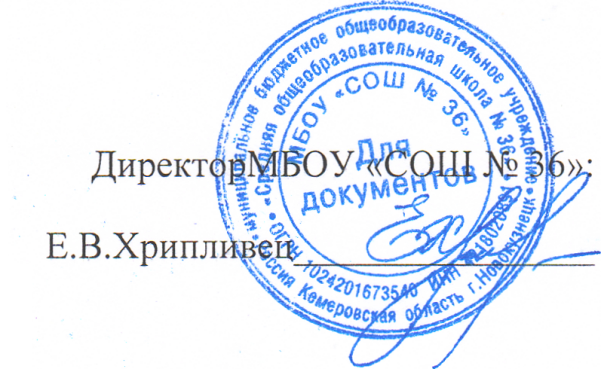 муниципальное бюджетное общеобразовательное учреждение
«Средняя общеобразовательная школа № 36»
Россия Кемеровская область г.Новокузнецк
ОГРН 1024201673540 ИНН
МБОУ «СОШ № 36»
Для
документов
ДиректорМБОУ «СОШ № 36»:
Е.В.Хрипливец